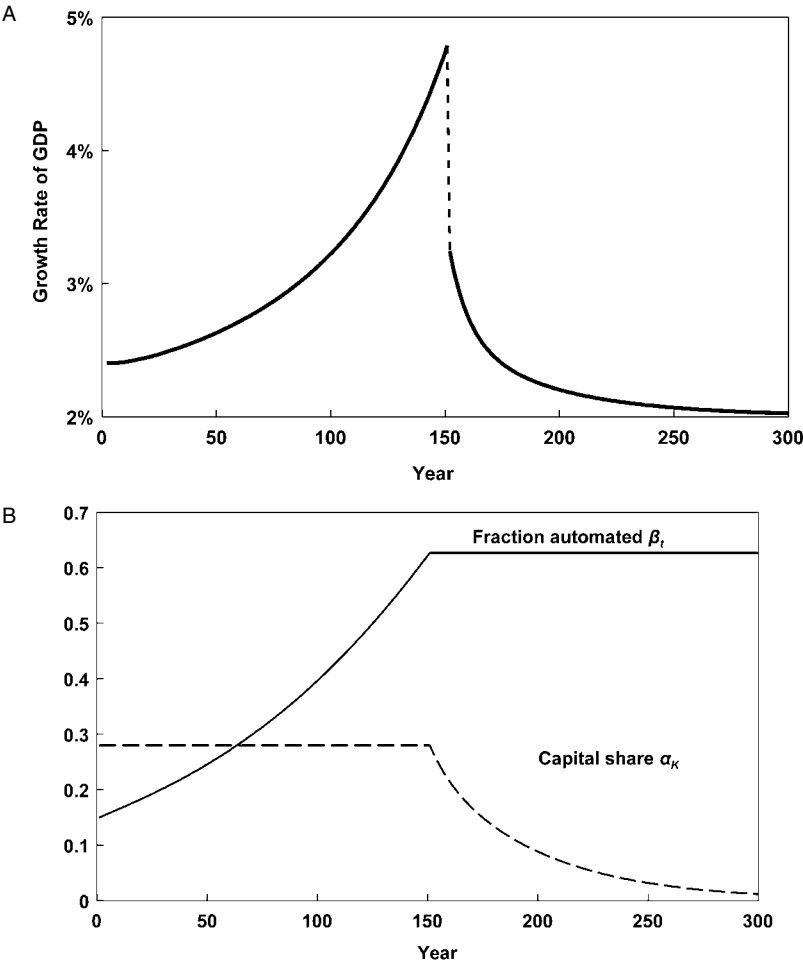 A
5%
4%
3%
2%
Growth Rate of GDP
0 50 100 150 200 250 300
Year
B
0.7
0.6
0.5
0.4
0.3
0.2
0.1
0
Fraction automated βt
Capital share αK
0 50 100 150 200 250 300
Year